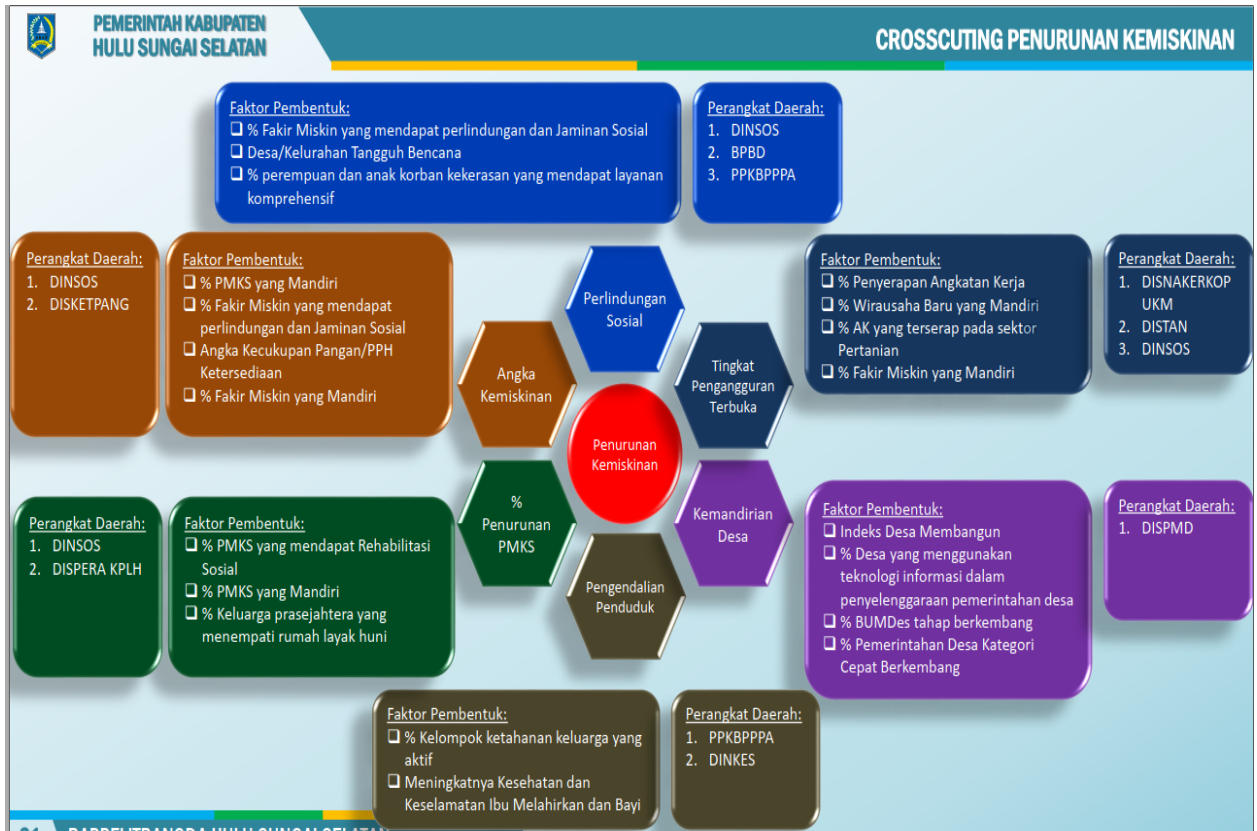 PEMERINTAH KABUPATEN
HULU SUNGAI SELATAN
CROSSCUTING PENURUNAN KEMISKINAN
Faktor Pembentuk:
% Fakir Miskin yang mendapat perlindungan dan Jaminan Sosial
Desa/Kelurahan Tangguh Bencana
% perempuan dan anak korban kekerasan yang mendapat layanan
komprehensif
Perangkat Daerah:
1. DINSOS
2. BPBD
3. PPKBPPPA
Perangkat Daerah:
1. DINSOS
2. DISKETPANG
Faktor Pembentuk:
% PMKS yang Mandiri
% Fakir Miskin yang mendapat
perlindungan dan Jaminan Sosial
Angka Kecukupan Pangan/PPH
Ketersediaan
% Fakir Miskin yang Mandiri
Perlindungan
Sosial
Angka
Kemiskinan
Tingkat
Pengangguran
Terbuka
Penurunan
Kemiskinan
%
Penurunan
PMKS
Kemandirian
Desa
Pengendalian
Penduduk
Faktor Pembentuk:
% Penyerapan Angkatan Kerja
% Wirausaha Baru yang Mandiri
% AK yang terserap pada sektor
Pertanian
% Fakir Miskin yang Mandiri
Perangkat Daerah:
1. DISNAKERKOP
UKM
2. DISTAN
3. DINSOS
Perangkat Daerah:
1. DINSOS
2. DISPERA KPLH
Faktor Pembentuk:
% PMKS yang mendapat Rehabilitasi
Sosial
% PMKS yang Mandiri
% Keluarga prasejahtera yang
menempati rumah layak huni
Faktor Pembentuk:
Indeks Desa Membangun
% Desa yang menggunakan
teknologi informasi dalam
penyelenggaraan pemerintahan desa
% BUMDes tahap berkembang
% Pemerintahan Desa Kategori
Cepat Berkembang
Perangkat Daerah:
1. DISPMD
Faktor Pembentuk:
% Kelompok ketahanan keluarga yang
aktif
Meningkatnya Kesehatan dan
Keselamatan Ibu Melahirkan dan Bayi
Perangkat Daerah:
1. PPKBPPPA
2. DINKES
HULU SUNGAI SELATAN